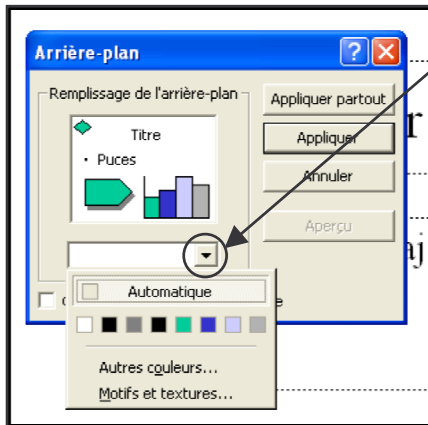 Arrière-plan
Remplissage de l'arrière-plan
Titre
• Puces
Appliquer partout
Appliquer
Annuler
Aperçu
Automatique
Autres couleurs...
Motifs et textures...
r
aj
e